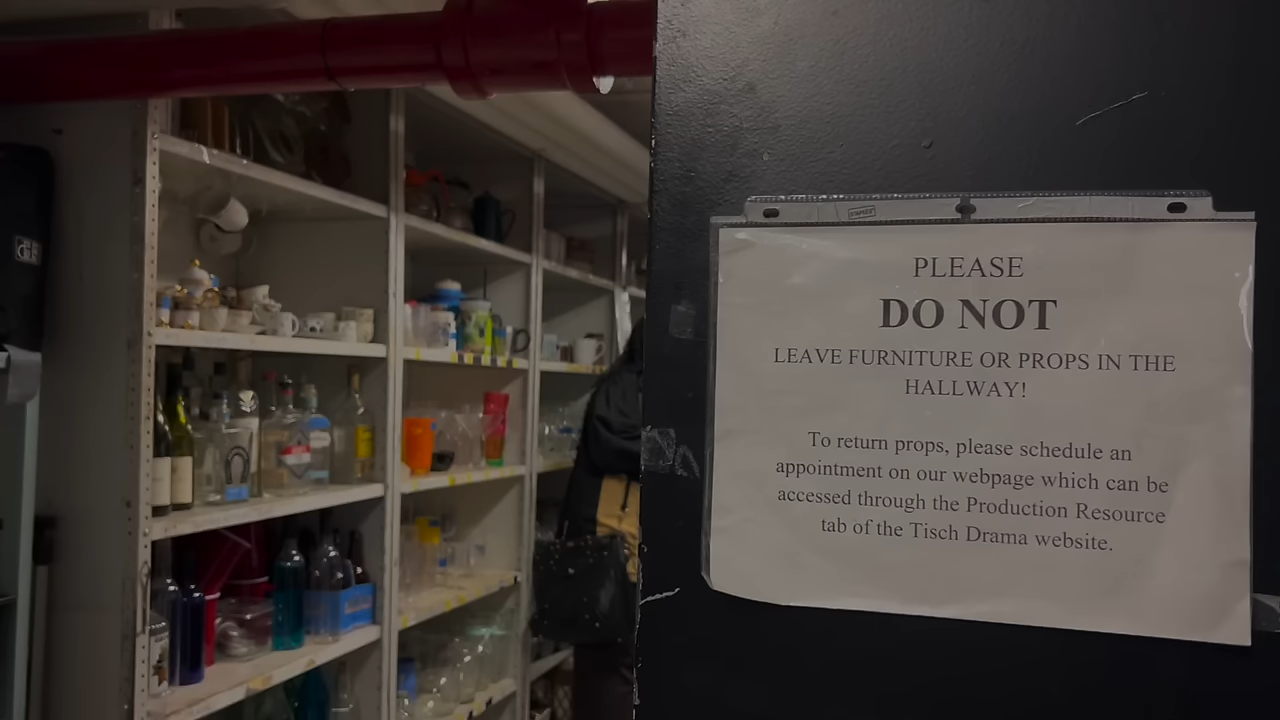 STAPLES
PLEASE
DO NOT
LEAVE FURNITURE OR PROPS IN THE
HALLWAY!
To return props, please schedule an
appointment on our webpage which can be
accessed through the Production Resource
tab of the Tisch Drama website.